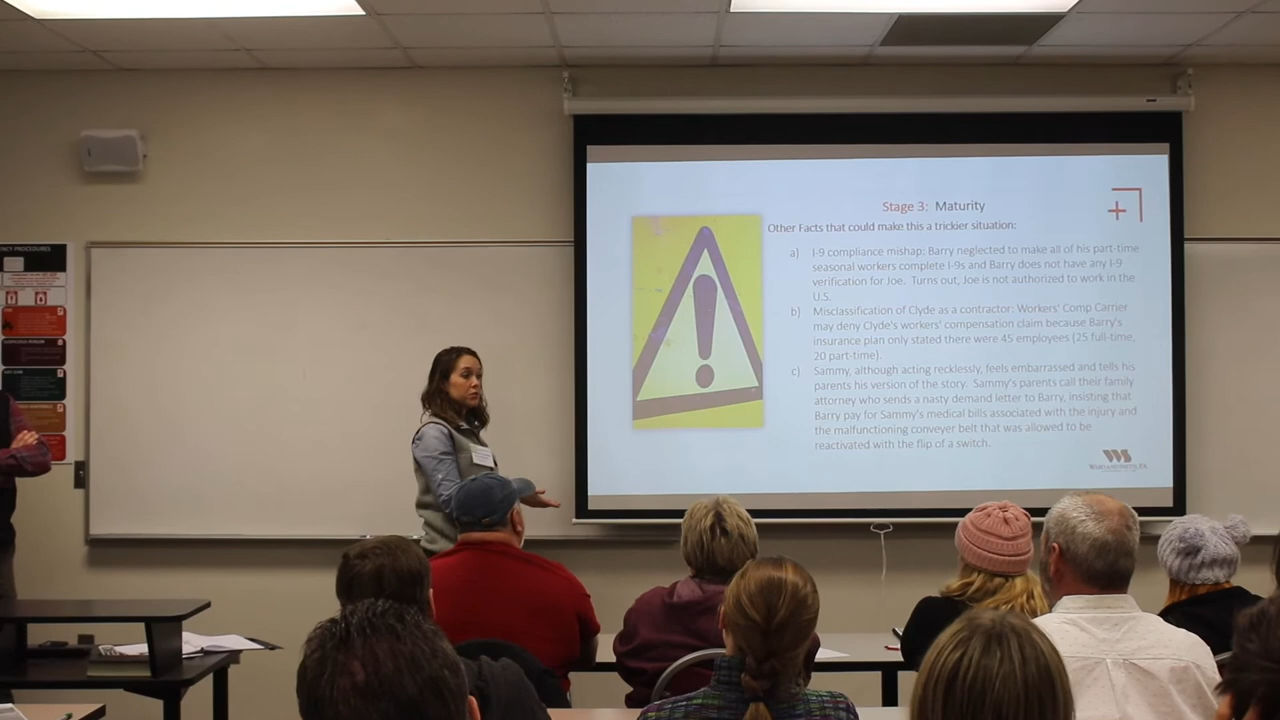 NCY PROCEDURES
Stage 3: Maturity
Other Facts that could make this a trickier situation:
a) I-9 compliance mishap: Barry neglected to make all of his part-time
seasonal workers complete I-9s and Barry does not have any I-9
verification for Joe. Turns out, Joe is not authorized to work in the
U.S.
b) Misclassification of Clyde as a contractor: Workers' Comp Carrier
may deny Clyde's workers' compensation claim because Barry's
insurance plan only stated there were 45 employees (25 full-time,
20 part-time).
c) Sammy, although acting recklessly, feels embarrassed and tells his
parents his version of the story. Sammy's parents call their family
attorney who sends a nasty demand letter to Barry, insisting that
Barry pay for Sammy's medical bills associated with the injury and
the malfunctioning conveyer belt that was allowed to be
reactivated with the flip of a switch.
WARD AND SMITH, P.A.